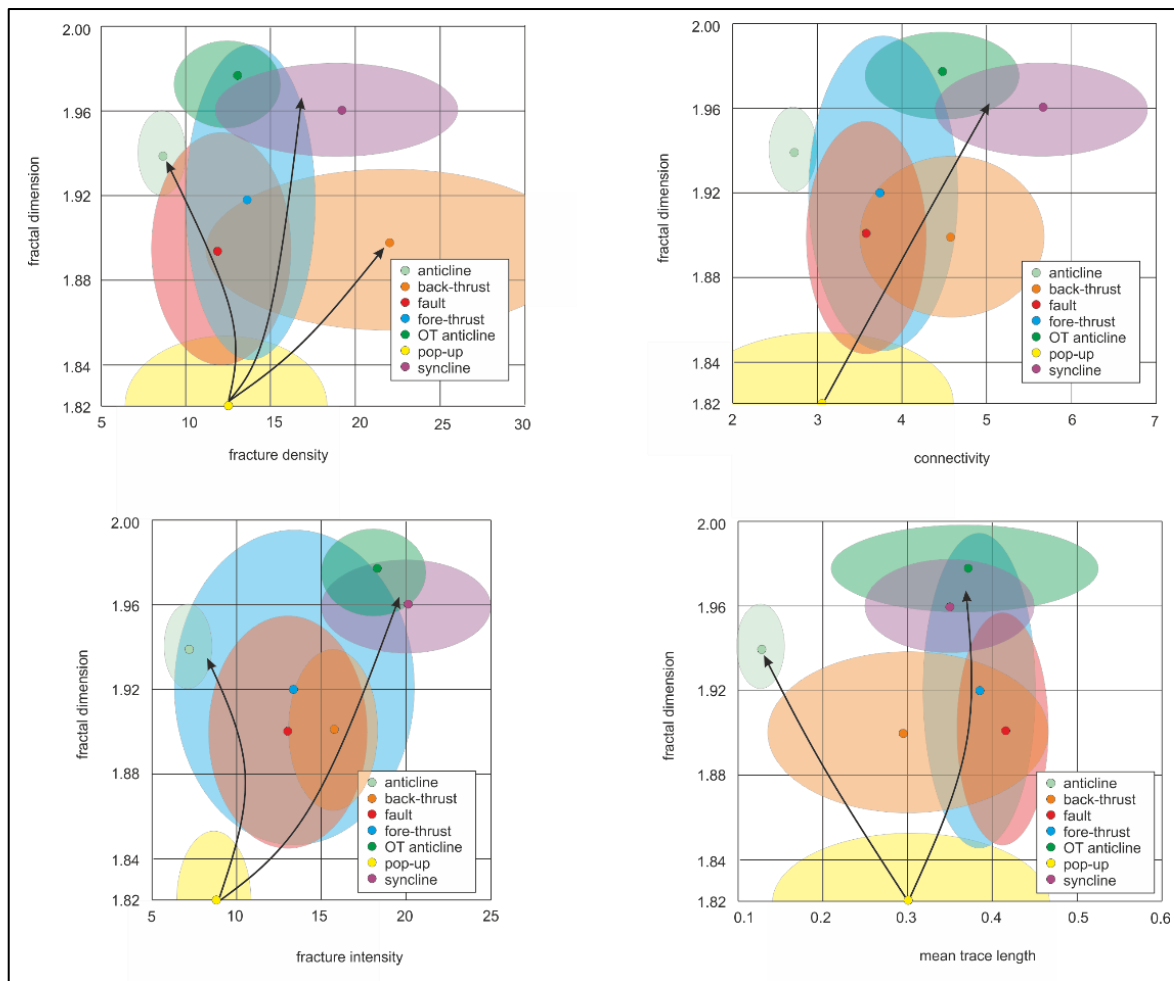 2.00
1.96
1.92
1.88
1.84
1.82
fractal dimension
5 10 15 20 25 30
fracture density
anticline
back-thrust
fault
fore-thrust
OT anticline
pop-up
syncline
2.00
1.96
1.92
1.88
1.84
1.82
fractal dimension
2 3 4 5 6 7
connectivity
anticline
back-thrust
fault
fore-thrust
OT anticline
pop-up
syncline
2.00
1.96
1.92
1.88
1.84
1.82
fractal dimension
5 10 15 20 25
fracture intensity
anticline
back-thrust
fault
fore-thrust
OT anticline
pop-up
syncline
2.00
1.96
1.92
1.88
1.84
1.82
fractal dimension
0.1 0.2 0.3 0.4 0.5 0.6
mean trace length
anticline
back-thrust
fault
fore-thrust
OT anticline
pop-up
syncline